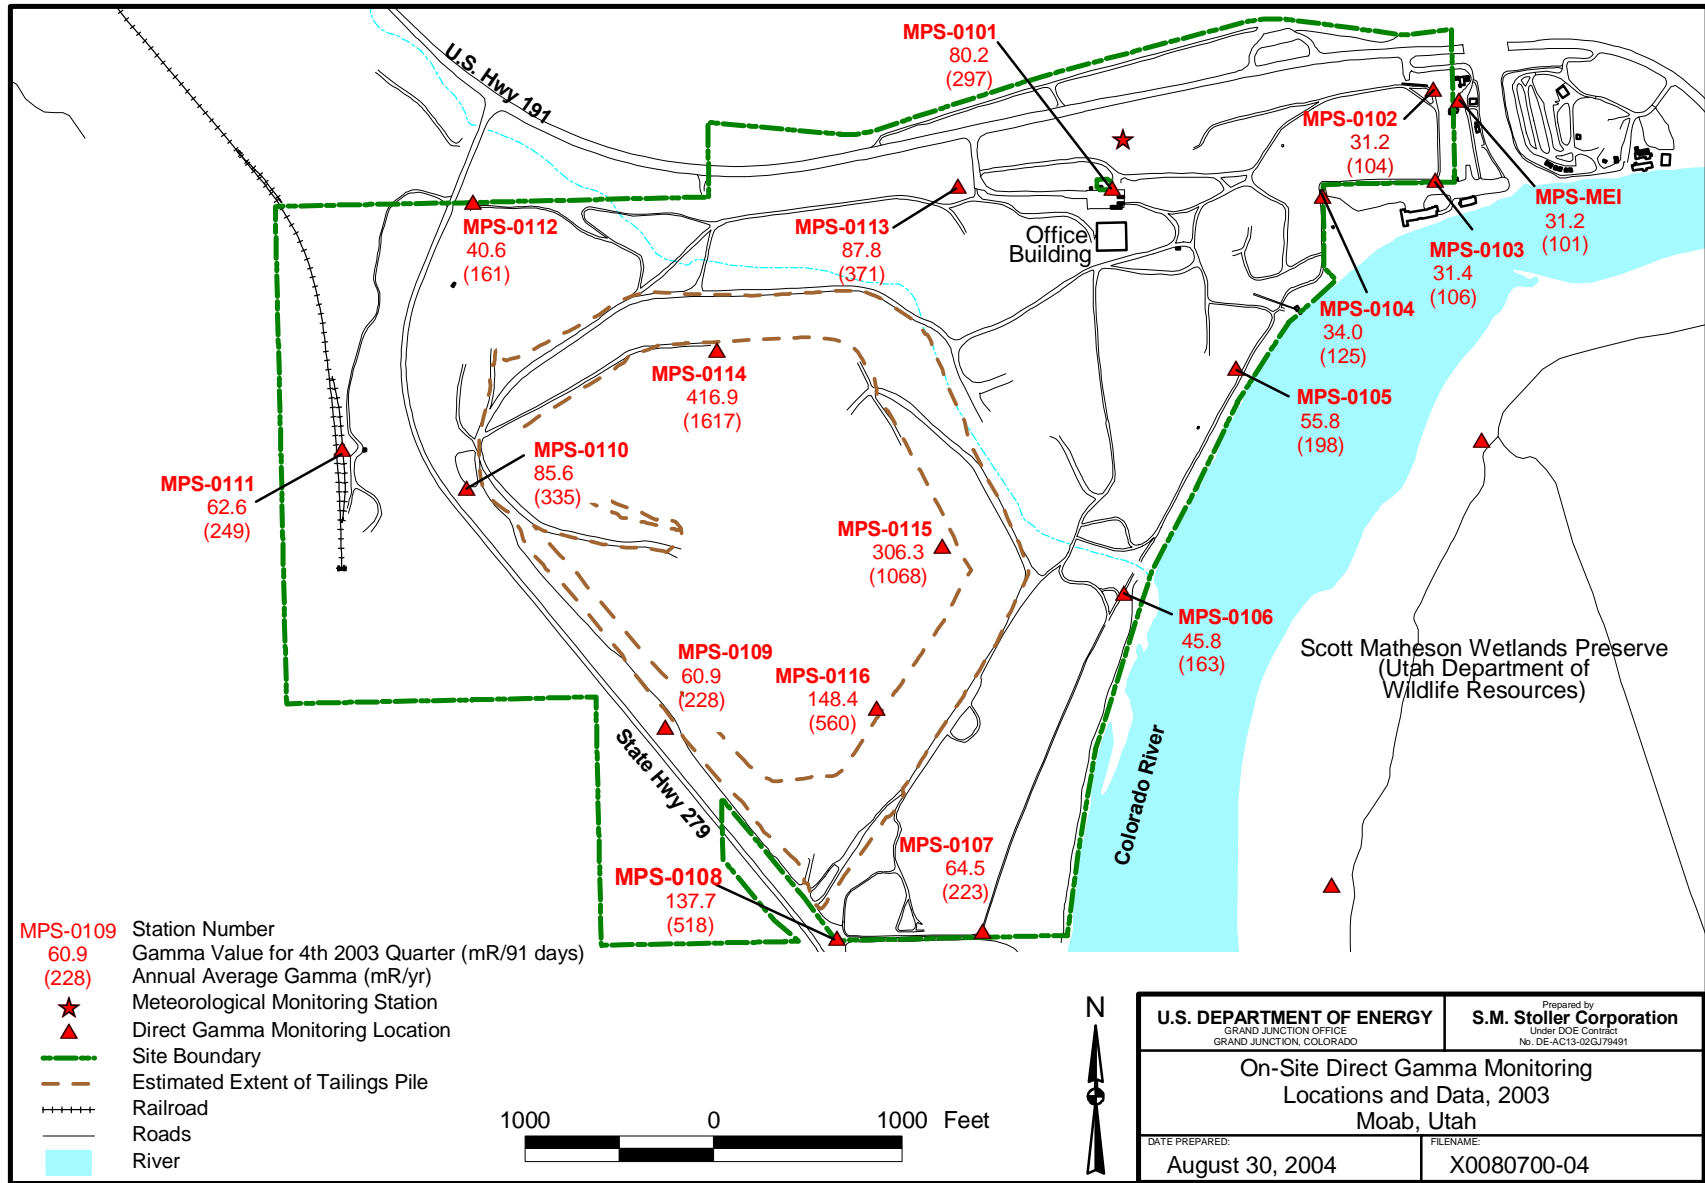 U.S. Hwy 191
MPS-0101
80.2
(297)
MPS-0102
31.2
(104)
MPS-MEI
31.2
(101)
MPS-0103
31.4
(106)
MPS-0104
34.0
(125)
MPS-0112
40.6
(161)
MPS-0113
87.8
(371)
Office
Building
MPS-0114
416.9
(1617)
MPS-0105
55.8
(198)
MPS-0110
85.6
(335)
MPS-0111
62.6
(249)
MPS-0115
306.3
(1068)
MPS-0106
45.8
(163)
Scott Matheson Wetlands Preserve
(Utah Department of
Wildlife Resources)
MPS-0109
60.9
(228)
MPS-0116
148.4
(560)
State Hwy 279
Colorado River
MPS-0107
64.5
(223)
MPS-0108
137.7
(518)
MPS-0109 Station Number
60.9 Gamma Value for 4th 2003 Quarter (mR/91 days)
(228) Annual Average Gamma (mR/yr)
Meteorological Monitoring Station
Direct Gamma Monitoring Location
Site Boundary
Estimated Extent of Tailings Pile
Railroad
Roads
River
1000 0 1000 Feet
N
U.S. DEPARTMENT OF ENERGY
GRAND JUNCTION OFFICE
GRAND JUNCTION, COLORADO
Prepared by
S.M. Stoller Corporation
Under DOE Contract
No. DE-AC13-02GJ79491
On-Site Direct Gamma Monitoring
Locations and Data, 2003
Moab, Utah
DATE PREPARED:
August 30, 2004
FILENAME:
X0080700-04